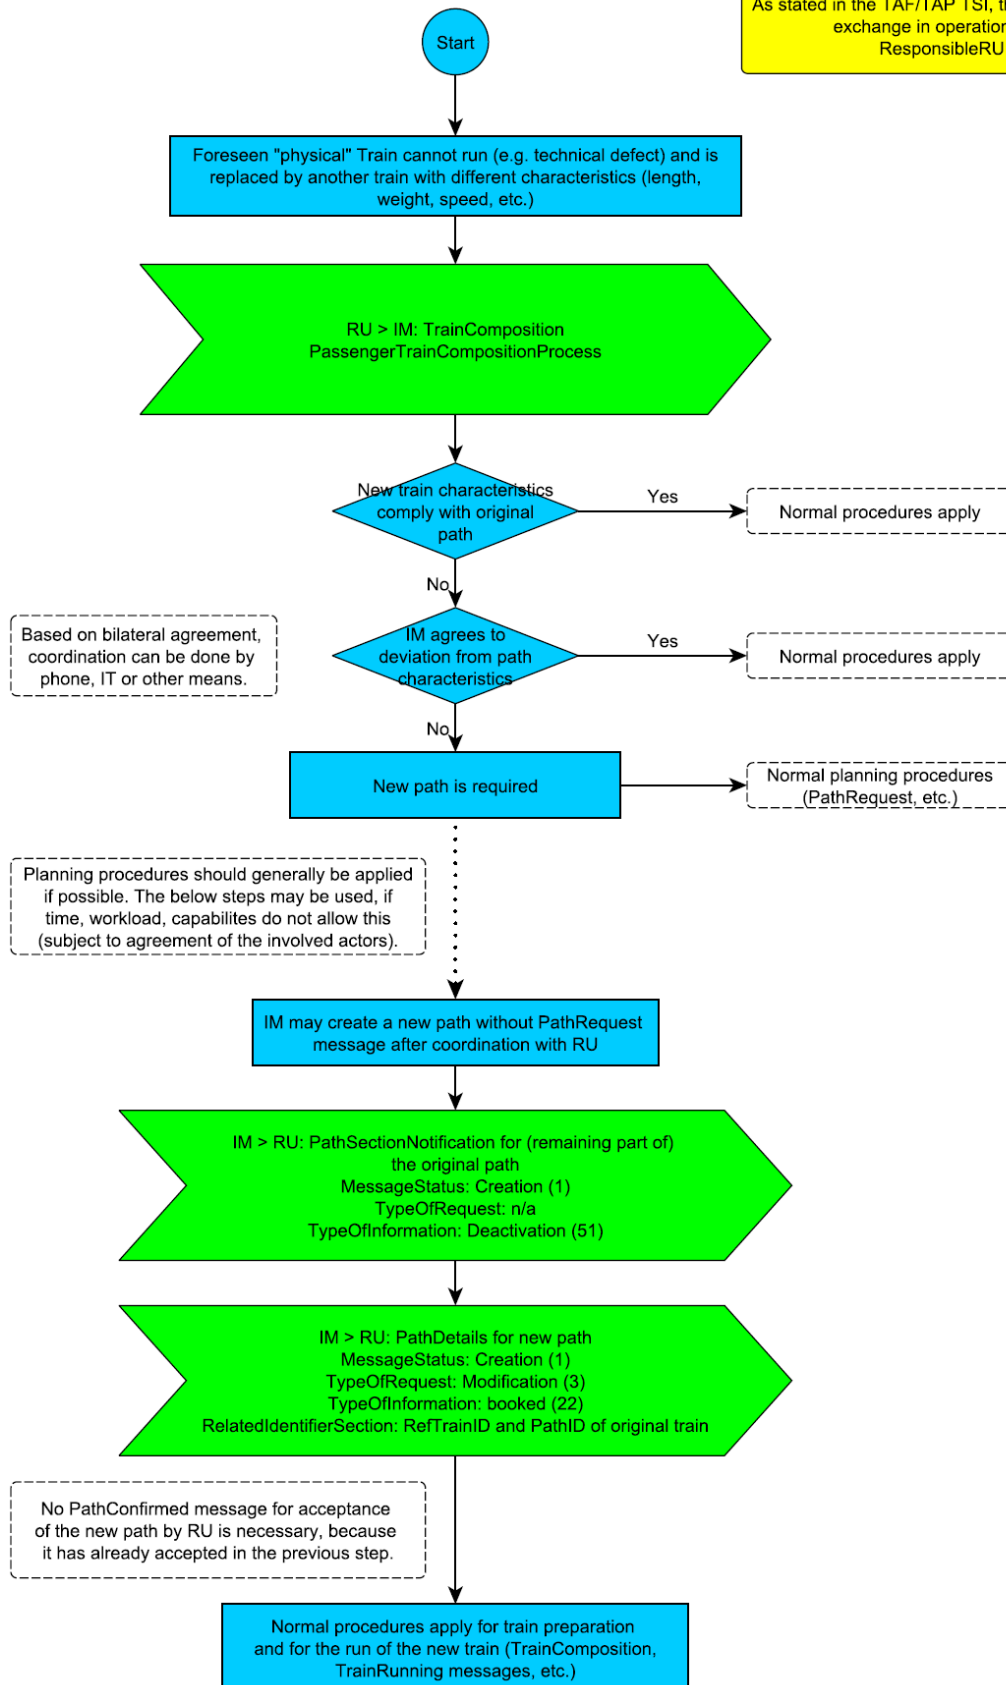 As stated in the TAF/TAP TSI, th
exchange in operation
ResponsibleRU
Start
Foreseen "physical" Train cannot run (e.g. technical defect) and is
replaced by another train with different characteristics (length,
weight, speed, etc.)
RU > IM: TrainComposition
PassengerTrainCompositionProcess
New train characteristics
comply with original
path
Yes
Normal procedures apply
No
Based on bilateral agreement,
coordination can be done by
phone, IT or other means.
IM agrees to
deviation from path
characteristics
Yes
Normal procedures apply
No
New path is required
Normal planning procedures
(PathRequest, etc.)
Planning procedures should generally be applied
if possible. The below steps may be used, if
time, workload, capabilites do not allow this
(subject to agreement of the involved actors).
IM may create a new path without PathRequest
message after coordination with RU
IM > RU: PathSectionNotification for (remaining part of)
the original path
MessageStatus: Creation (1)
TypeOfRequest: n/a
TypeOfInformation: Deactivation (51)
IM > RU: PathDetails for new path
MessageStatus: Creation (1)
TypeOfRequest: Modification (3)
TypeOfInformation: booked (22)
RelatedIdentifierSection: RefTrainID and PathID of original train
No PathConfirmed message for acceptance
of the new path by RU is necessary, because
it has already accepted in the previous step.
Normal procedures apply for train preparation
and for the run of the new train (TrainComposition,
TrainRunning messages, etc.)